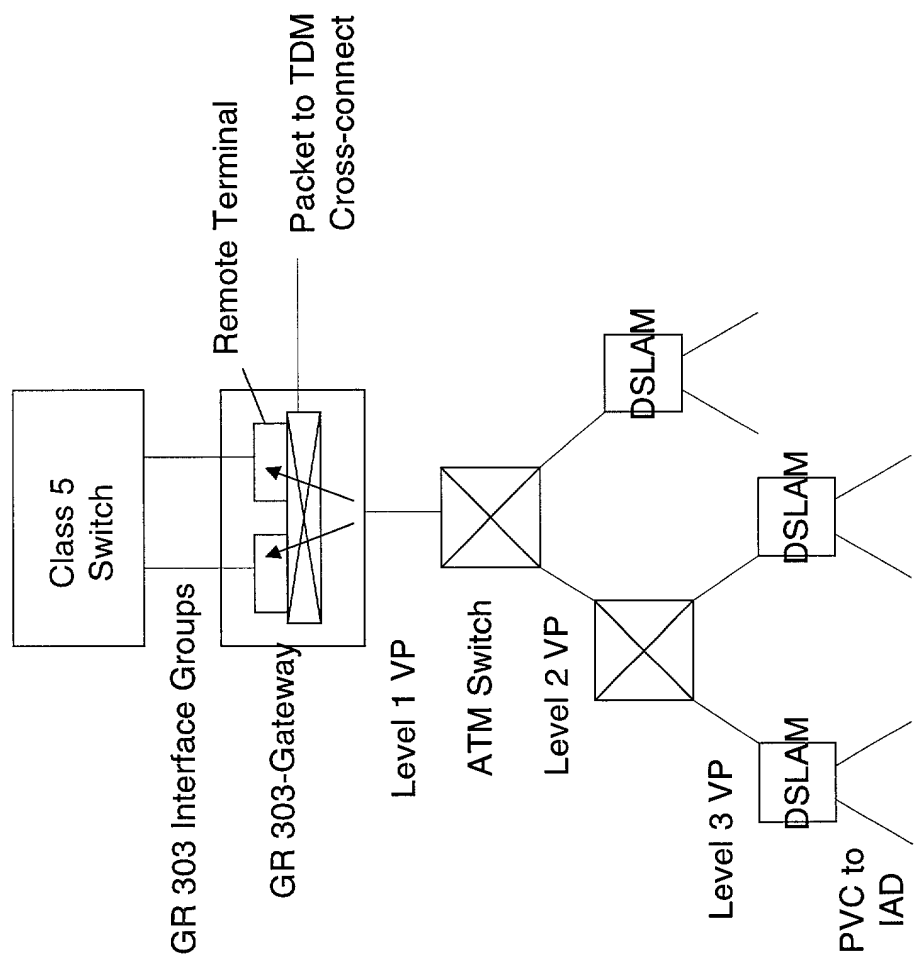 Class 5
Switch
GR 303 Interface Groups
Remote Terminal
GR 303-Gateway
Packet to TDM
Cross-connect
Level 1 VP
ATM Switch
Level 2 VP
DSLAM
Level 3 VP
DSLAM
DSLAM
PVC to
IAD